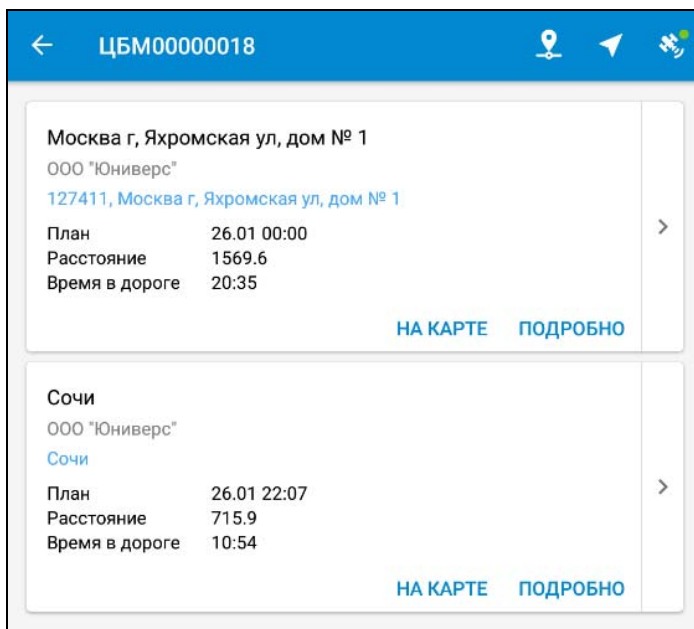 ЦБМ00000018
Москва г, Яхромская ул, дом № 1
ООО "Юниверс"
127411, Москва г, Яхромская ул, дом № 1
План 26.01 00:00
Расстояние 1569.6
Время в дороге 20:35
НА КАРТЕ ПОДРОБНО
Сочи
ООО "Юниверс"
Сочи
План 26.01 22:07
Расстояние 715.9
Время в дороге 10:54
НА КАРТЕ ПОДРОБНО